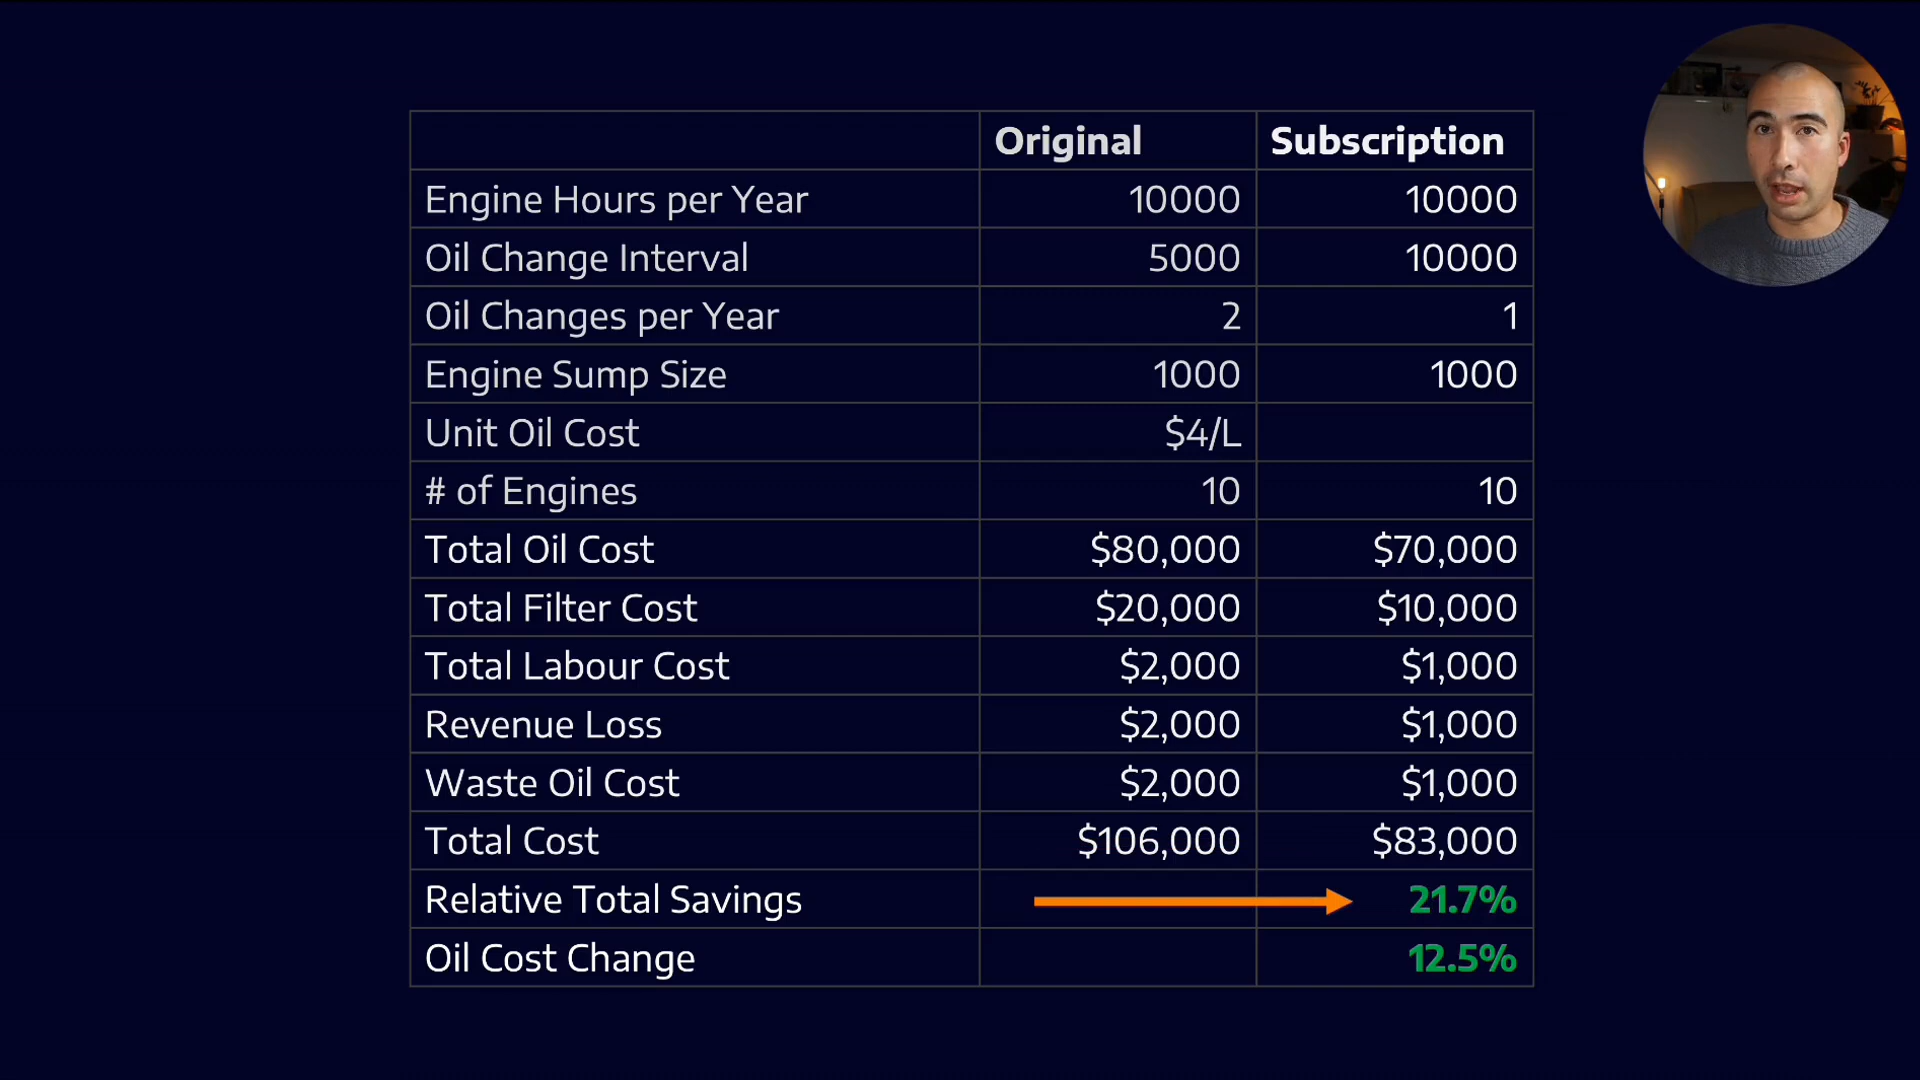 Original Subscription
Engine Hours per Year 10000 10000
Oil Change Interval 5000 10000
Oil Changes per Year 2 1
Engine Sump Size 1000 1000
Unit Oil Cost $4/L
# of Engines 10 10
Total Oil Cost $80,000 $70,000
Total Filter Cost $20,000 $10,000
Total Labour Cost $2,000 $1,000
Revenue Loss $2,000 $1,000
Waste Oil Cost $2,000 $1,000
Total Cost $106,000 $83,000
Relative Total Savings 21.7%
Oil Cost Change 12.5%